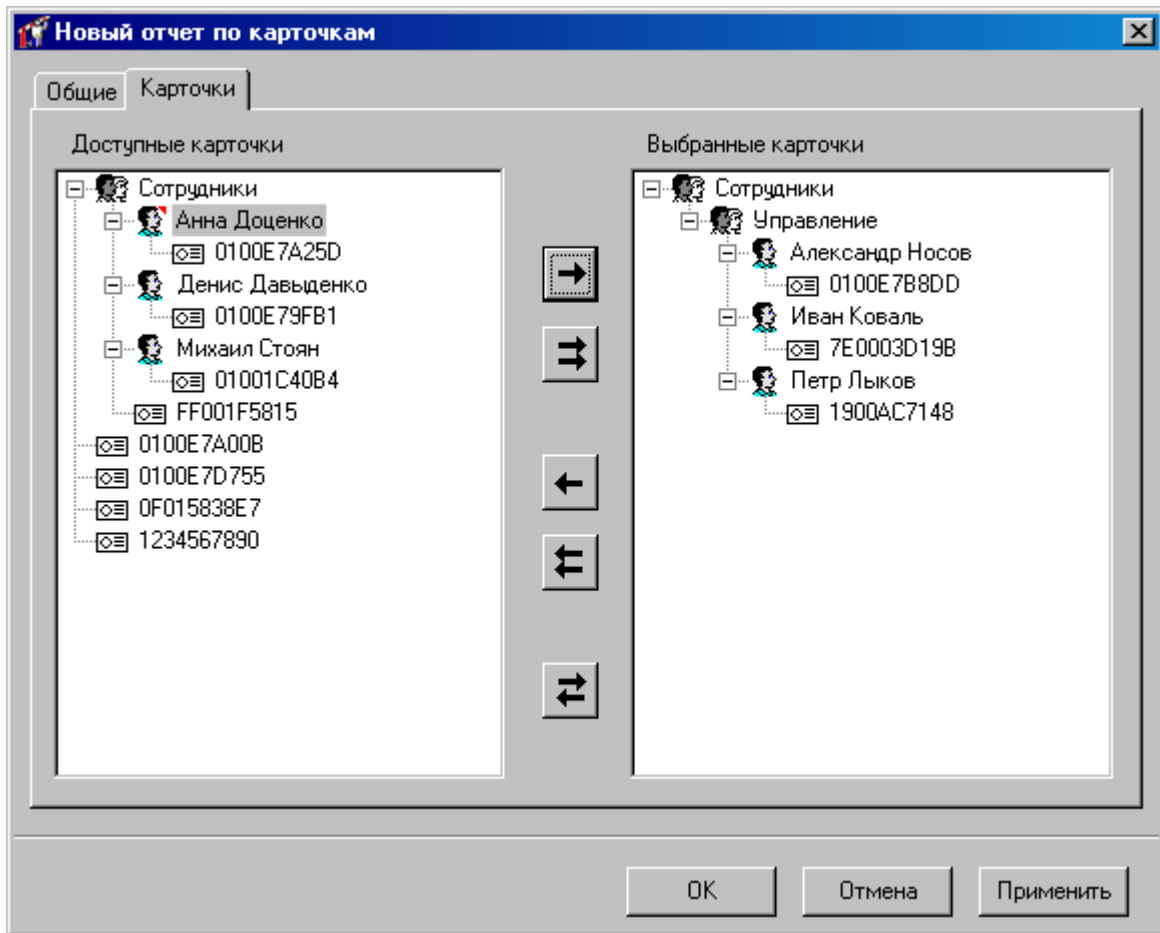 Новый отчет по карточкам
Общие
Карточки
Доступные карточки
Сотрудники
Анна Доценко
0100E7A25D
Денис Давыденко
0100E79FB1
Михаил Стоян
01001C40B4
FF001F5815
0100E7A00B
0100E7D755
0F015838E7
1234567890
Выбранные карточки
Сотрудники
Управление
Александр Носов
0100E7B8DD
Иван Коваль
7E0003D19B
Петр Лыков
1900AC7148
OK
Отмена
Применить